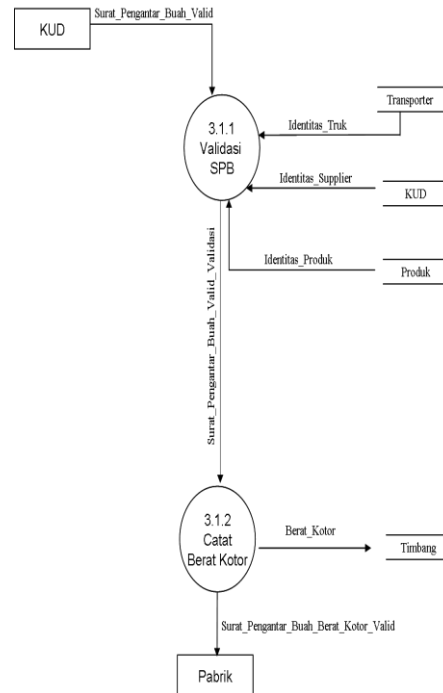 Surat_Pengantar_Buah_Valid
KUD
Transporter
3.1.1
Validasi
SPB
Identitas_Truk
Identitas_Supplier
KUD
Identitas_Produk
Produk
Surat_Pengantar_Buah_Valid_Validasi
3.1.2
Catat
Berat Kotor
Berat_Kotor
Timbang
Surat_Pengantar_Buah_Berat_Kotor_Valid
Pabrik